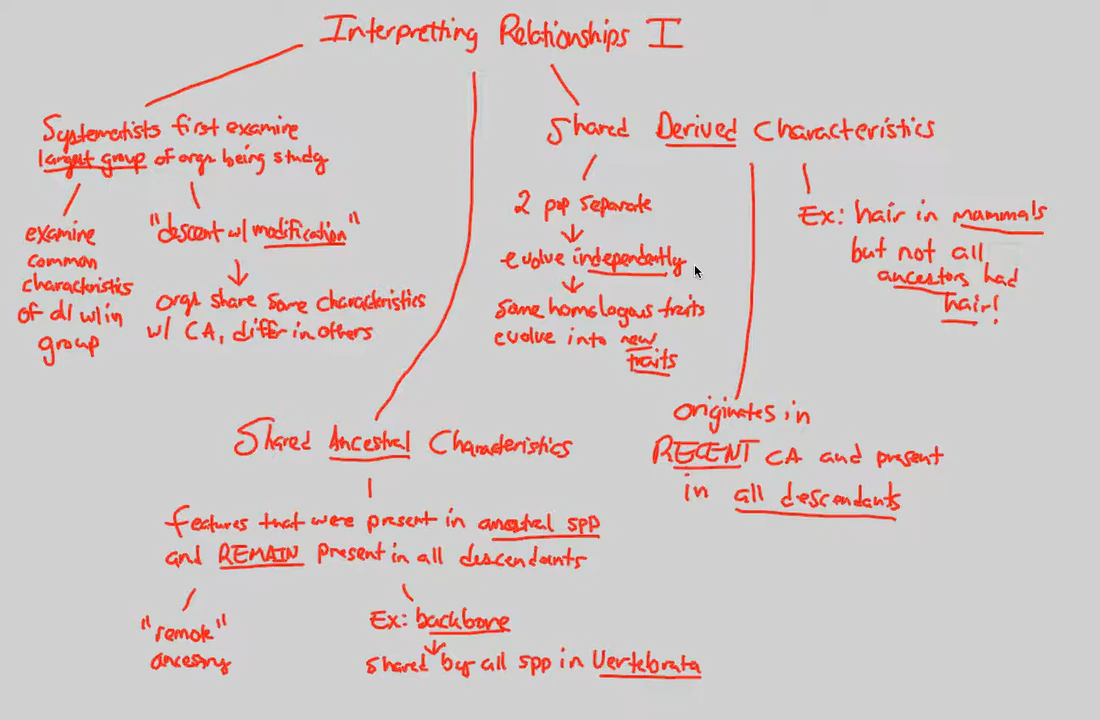 Interpretting Relationships I
Systematists first examine
largest group of orgs being study
examine
common
characteristics
of all w/in
group
"descent w/ modification"
orgs share some characteristics
w/ CA, differ in others
Shared Derived Characteristics
2 pop separate
evolve independently
some homologous traits
evolve into new
traits
Ex: hair in mammals
but not all
ancestors had
hair!
originates in
RECENT CA and present
in all descendants
Shared Ancestral Characteristics
features that were present in ancestral spp
and REMAIN present in all descendants
"remote"
ancestry
Ex: backbone
shared by all spp in Vertebrata